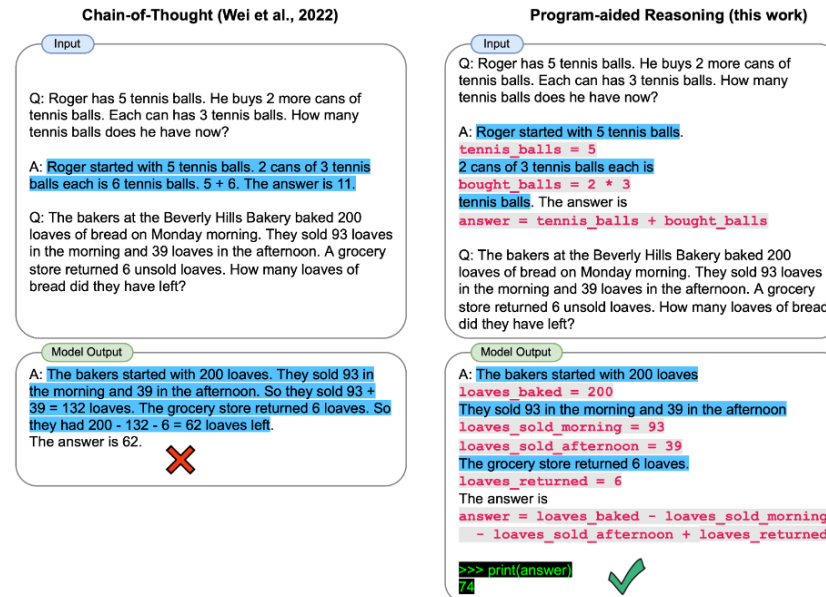 Chain-of-Thought (Wei et al., 2022)
Input
Q: Roger has 5 tennis balls. He buys 2 more cans of
tennis balls. Each can has 3 tennis balls. How many
tennis balls does he have now?
A: Roger started with 5 tennis balls. 2 cans of 3 tennis
balls each is 6 tennis balls. 5 + 6. The answer is 11.
Q: The bakers at the Beverly Hills Bakery baked 200
loaves of bread on Monday morning. They sold 93 loaves
in the morning and 39 loaves in the afternoon. A grocery
store returned 6 unsold loaves. How many loaves of
bread did they have left?
Model Output
A: The bakers started with 200 loaves. They sold 93 in
the morning and 39 in the afternoon. So they sold 93 +
39 = 132 loaves. The grocery store returned 6 loaves. So
they had 200 - 132 - 6 = 62 loaves left.
The answer is 62.
Program-aided Reasoning (this work)
Input
Q: Roger has 5 tennis balls. He buys 2 more cans of
tennis balls. Each can has 3 tennis balls. How many
tennis balls does he have now?
A: Roger started with 5 tennis balls.
tennis_balls = 5
2 cans of 3 tennis balls each is
bought_balls = 2 * 3
tennis balls. The answer is
answer = tennis_balls + bought_balls
Q: The bakers at the Beverly Hills Bakery baked 200
loaves of bread on Monday morning. They sold 93 loaves
in the morning and 39 loaves in the afternoon. A grocery
store returned 6 unsold loaves. How many loaves of bread
did they have left?
Model Output
A: The bakers started with 200 loaves
loaves_baked = 200
They sold 93 in the morning and 39 in the afternoon
loaves_sold_morning = 93
loaves_sold_afternoon = 39
The grocery store returned 6 loaves.
loaves_returned = 6
The answer is
answer = loaves_baked - loaves_sold_morning
- loaves_sold_afternoon + loaves_returned
>>> print(answer)
74